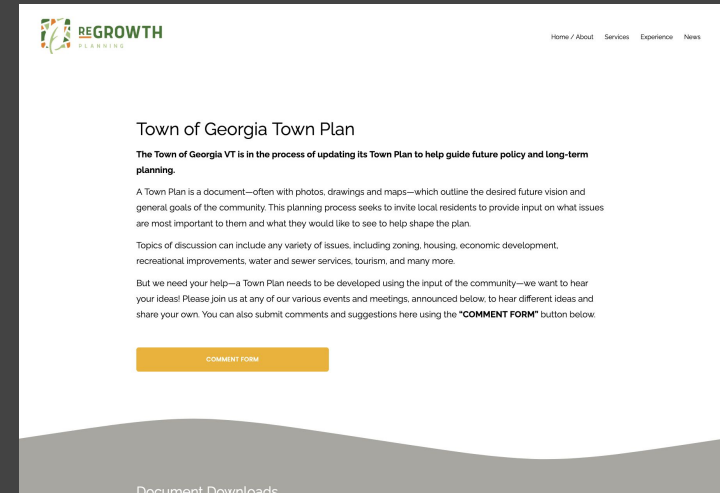 REGROWTH
PLANNING
Home / About Services Experience News
Town of Georgia Town Plan
The Town of Georgia VT is in the process of updating its Town Plan to help guide future policy and long-term
planning.
A Town Plan is a document—often with photos, drawings and maps—which outline the desired future vision and
general goals of the community. This planning process seeks to invite local residents to provide input on what issues
are most important to them and what they would like to see to help shape the plan.
Topics of discussion can include any variety of issues, including zoning, housing, economic development,
recreational improvements, water and sewer services, tourism, and many more.
But we need your help—a Town Plan needs to be developed using the input of the community—we want to hear
your ideas! Please join us at any of our various events and meetings, announced below, to hear different ideas and
share your own. You can also submit comments and suggestions here using the “COMMENT FORM” button below.
COMMENT FORM
Document Downloads